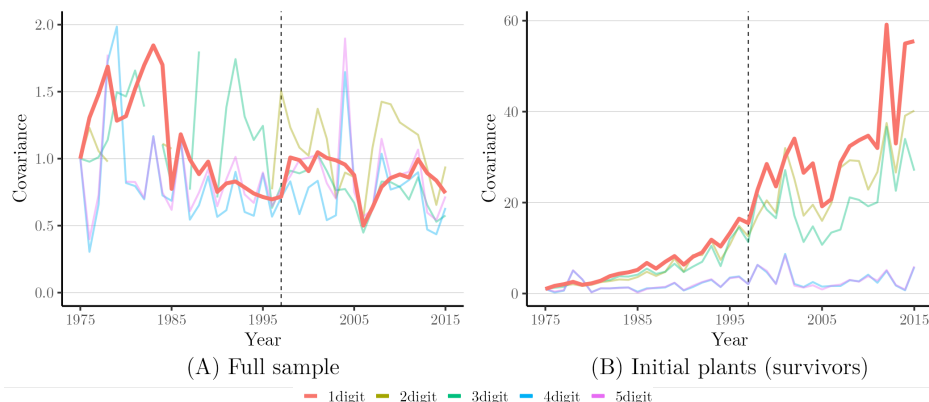 2.0
1.5
1.0
0.5
0.0
Covariance
1975 1985 1995 2005 2015
Year
(A) Full sample
60
40
20
0
Covariance
1975 1985 1995 2005 2015
Year
(B) Initial plants (survivors)
1digit 2digit 3digit 4digit 5digit